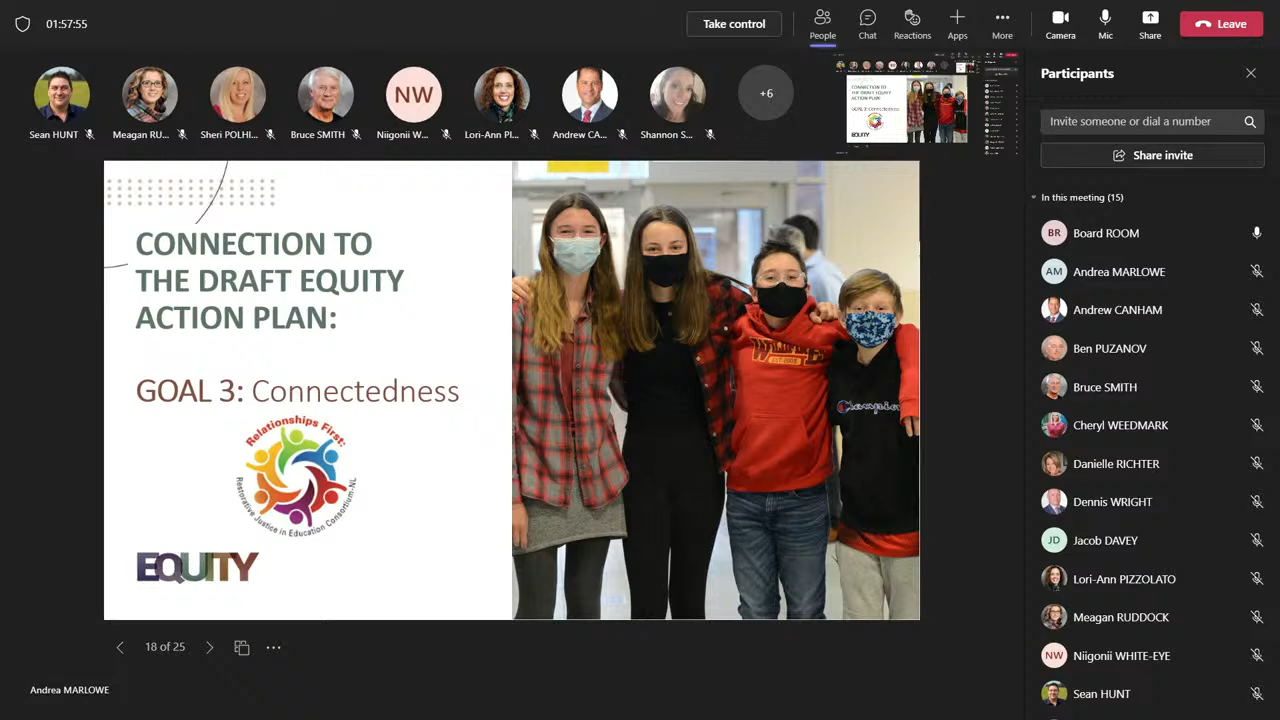 01:57:55
Take control
People
Chat
Reactions
Apps
More
Camera
Mic
Share
Leave
Sean HUNT
Meagan RU...
Sheri POLHI...
Bruce SMITH
NW
Niigonii W...
Lori-Ann PI...
Andrew CA...
Shannon S...
+6
CONNECTION TO
THE DRAFT EQUITY
ACTION PLAN:
GOAL 3: Connectedness
Relationships First:
Restorative Justice in Education Consortium-NL
EQUITY
Champion
18 of 25
Andrea MARLOWE
Participants
Invite someone or dial a number
Share invite
In this meeting (15)
BR Board ROOM
AM Andrea MARLOWE
Andrew CANHAM
Ben PUZANOV
Bruce SMITH
Cheryl WEEDMARK
Danielle RICHTER
Dennis WRIGHT
JD Jacob DAVEY
Lori-Ann PIZZOLATO
Meagan RUDDOCK
NW Niigonii WHITE-EYE
Sean HUNT